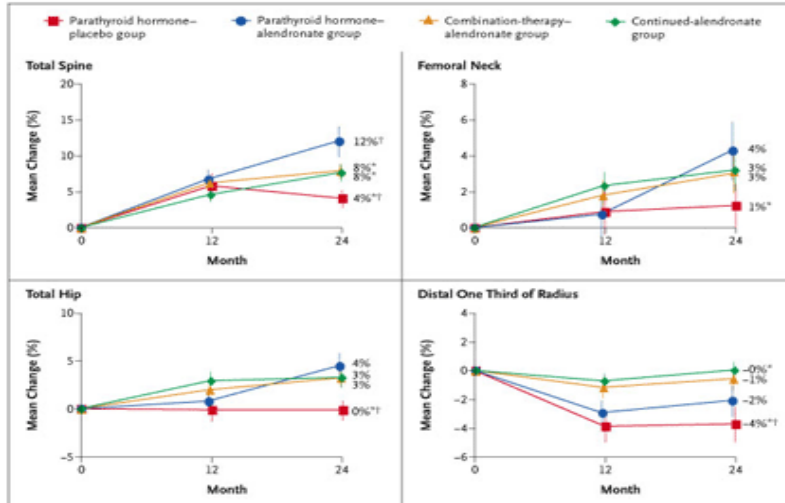 Parathyroid hormone–
placebo goup
Parathyroid hormone–
alendronate group
Combination-therapy–
alendronate group
Continued-alendronate
group
Total Spine
Mean Change (%)
20
15
10
5
0
0
12
24
Month
12%†
8%*
8%*
4%*†
Femoral Neck
Mean Change (%)
8
6
4
2
0
0
12
24
Month
4%
3%
3%
1%*
Total Hip
Mean Change (%)
10
5
0
–5
0
12
24
Month
4%
3%
3%
0%*†
Distal One Third of Radius
Mean Change (%)
2
0
–2
–4
–6
0
12
24
Month
–0%*
–1%
–2%
–4%*†